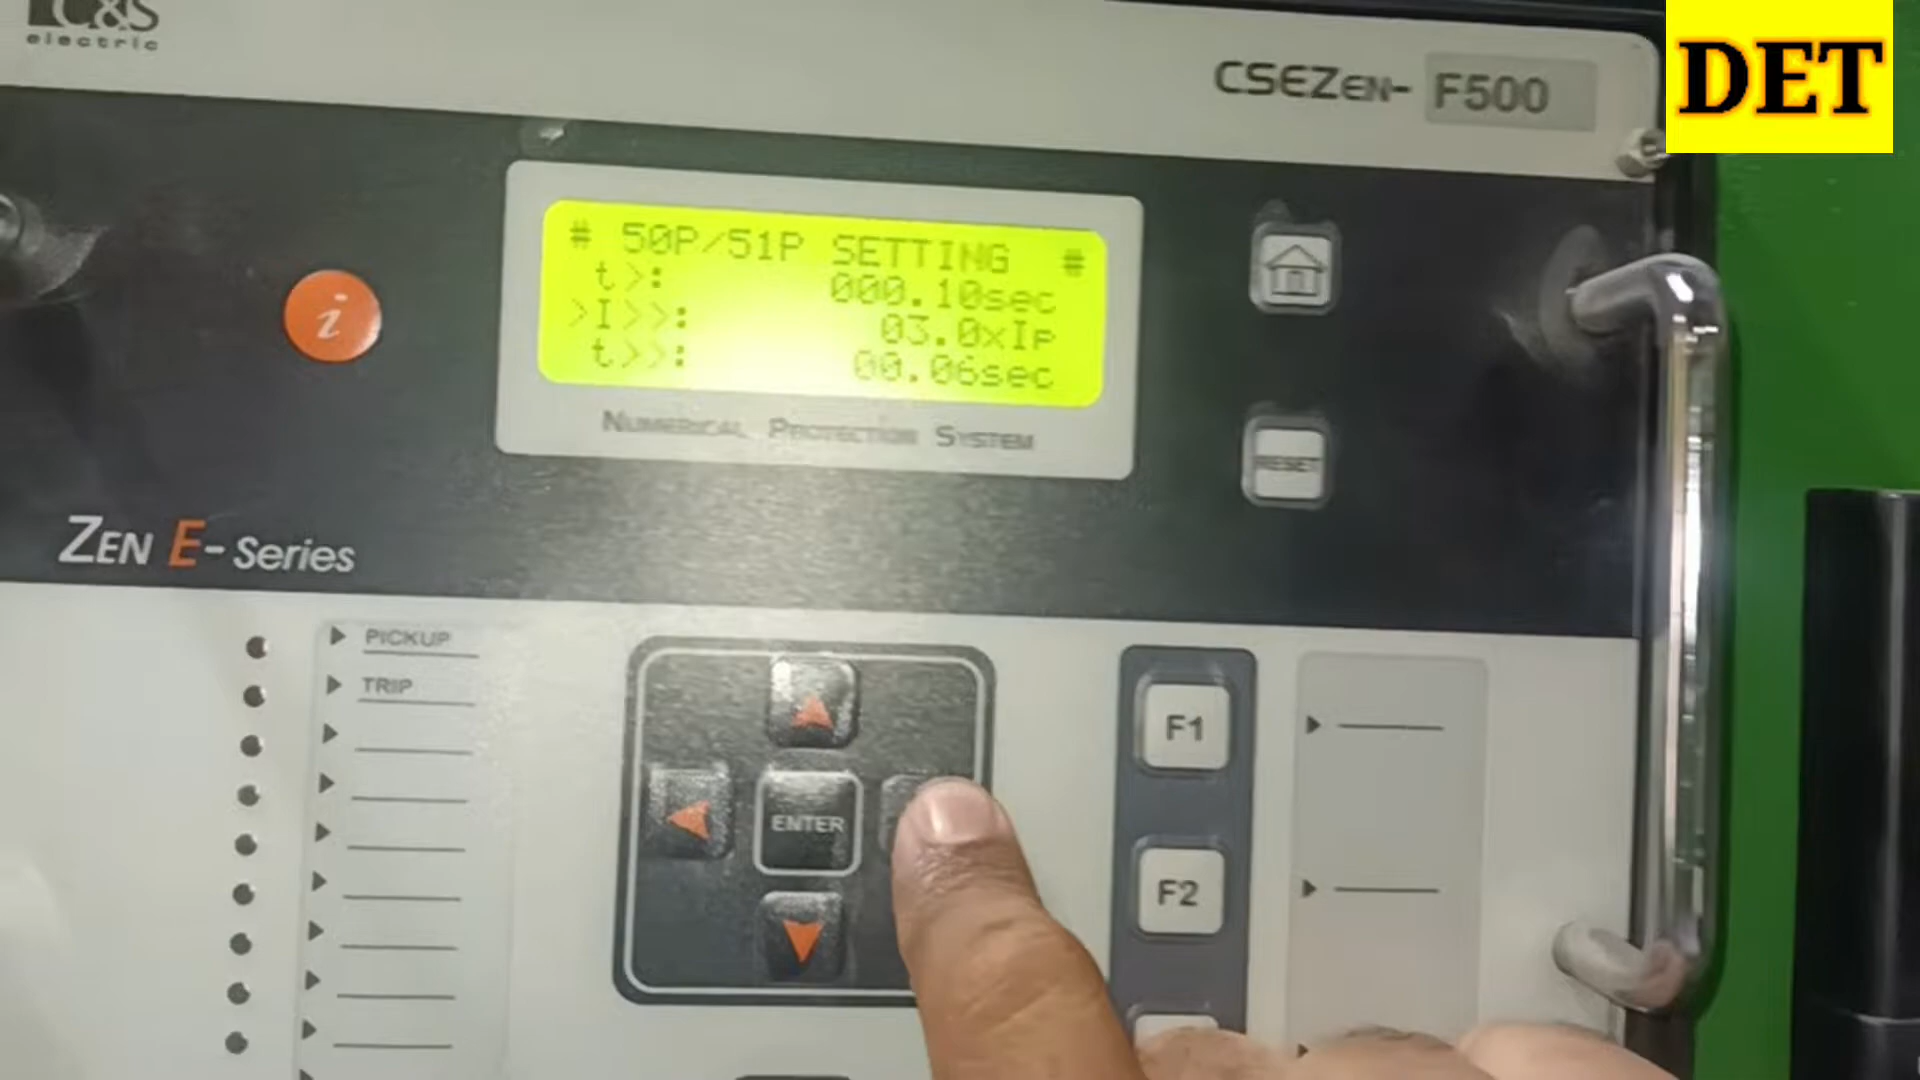 C&S
electric
CSEZEN- F500
DET
# 50P/51P SETTING #
t>: 000.10sec
>I>>: 03.0xIp
t>>: 00.06sec
i
NUMERICAL PROTECTION SYSTEM
RESET
ZEN E-Series
PICKUP
TRIP
ENTER
F1
F2